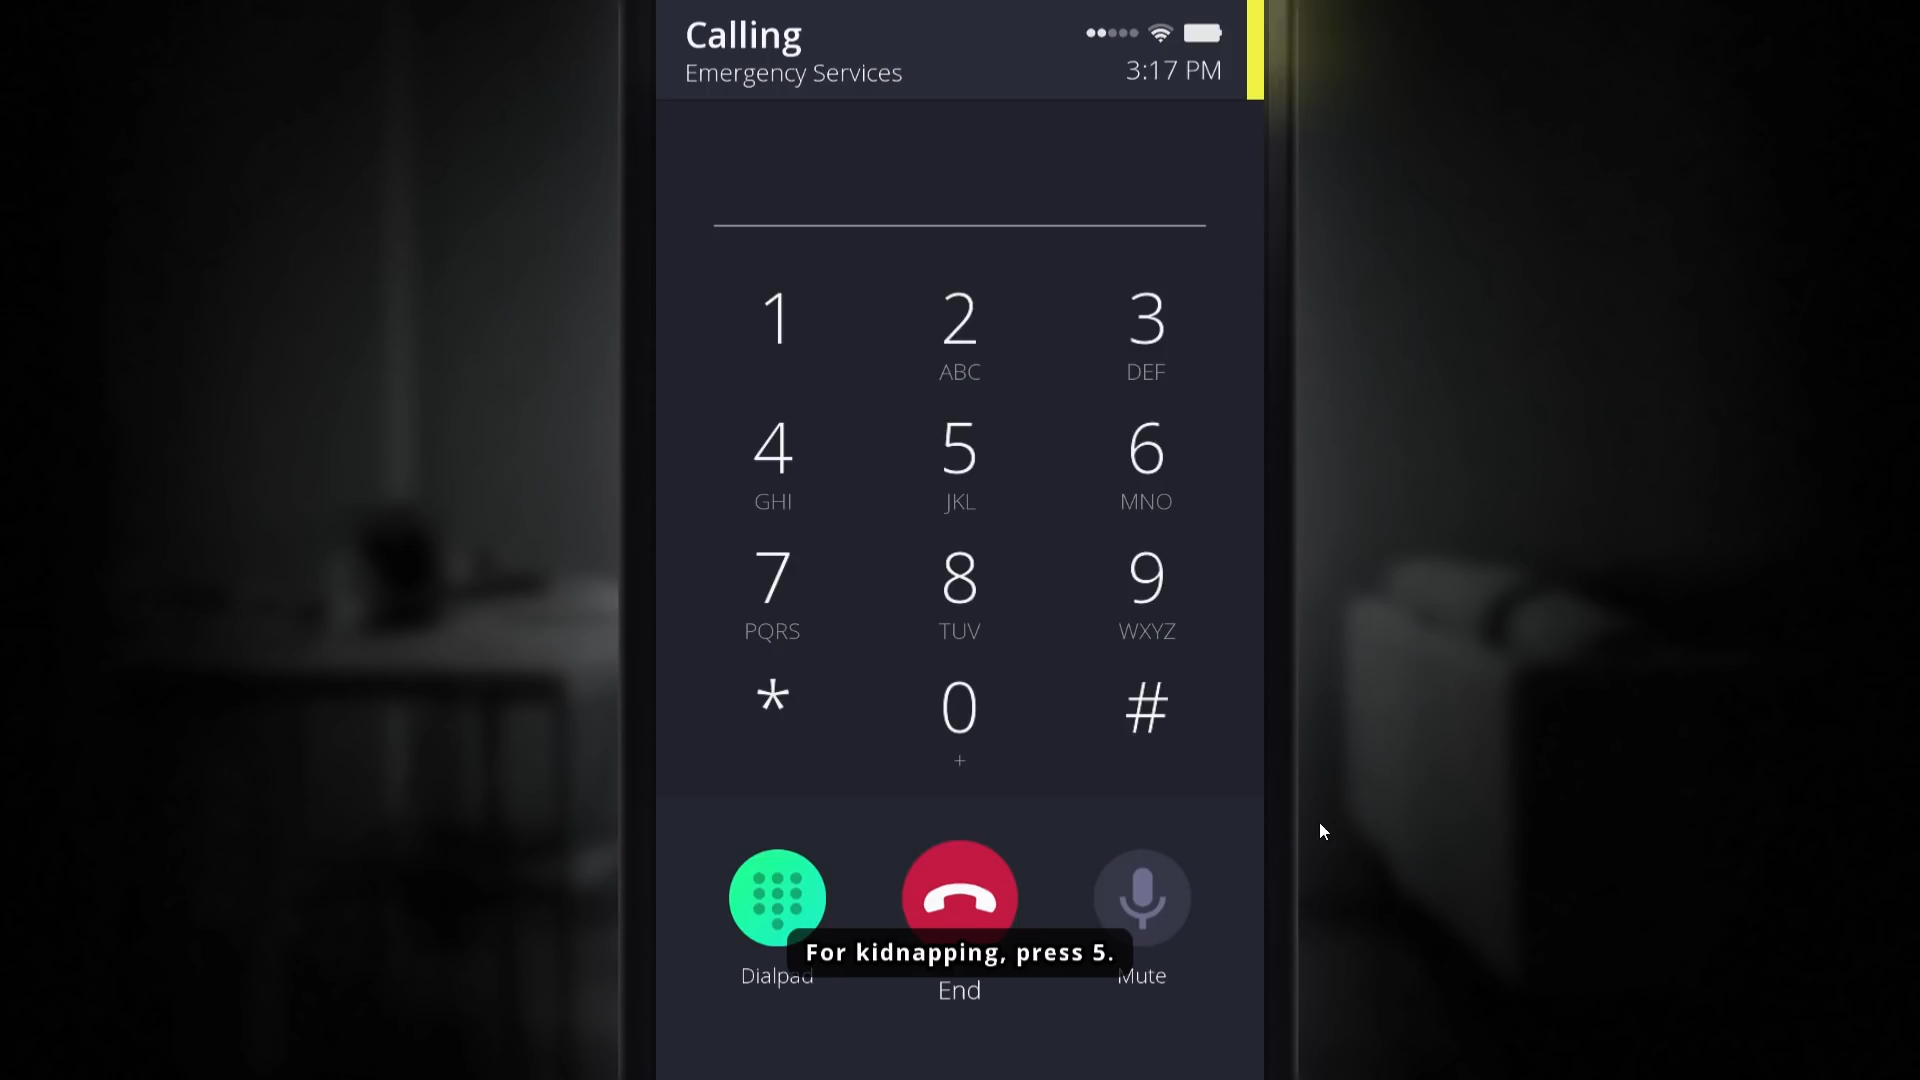 Calling
Emergency Services
3:17 PM
1
2
3
ABC
DEF
4
5
6
GHI
JKL
MNO
7
8
9
PQRS
TUV
WXYZ
*
0
#
+
For kidnapping, press 5.
Dialpad
Mute
End